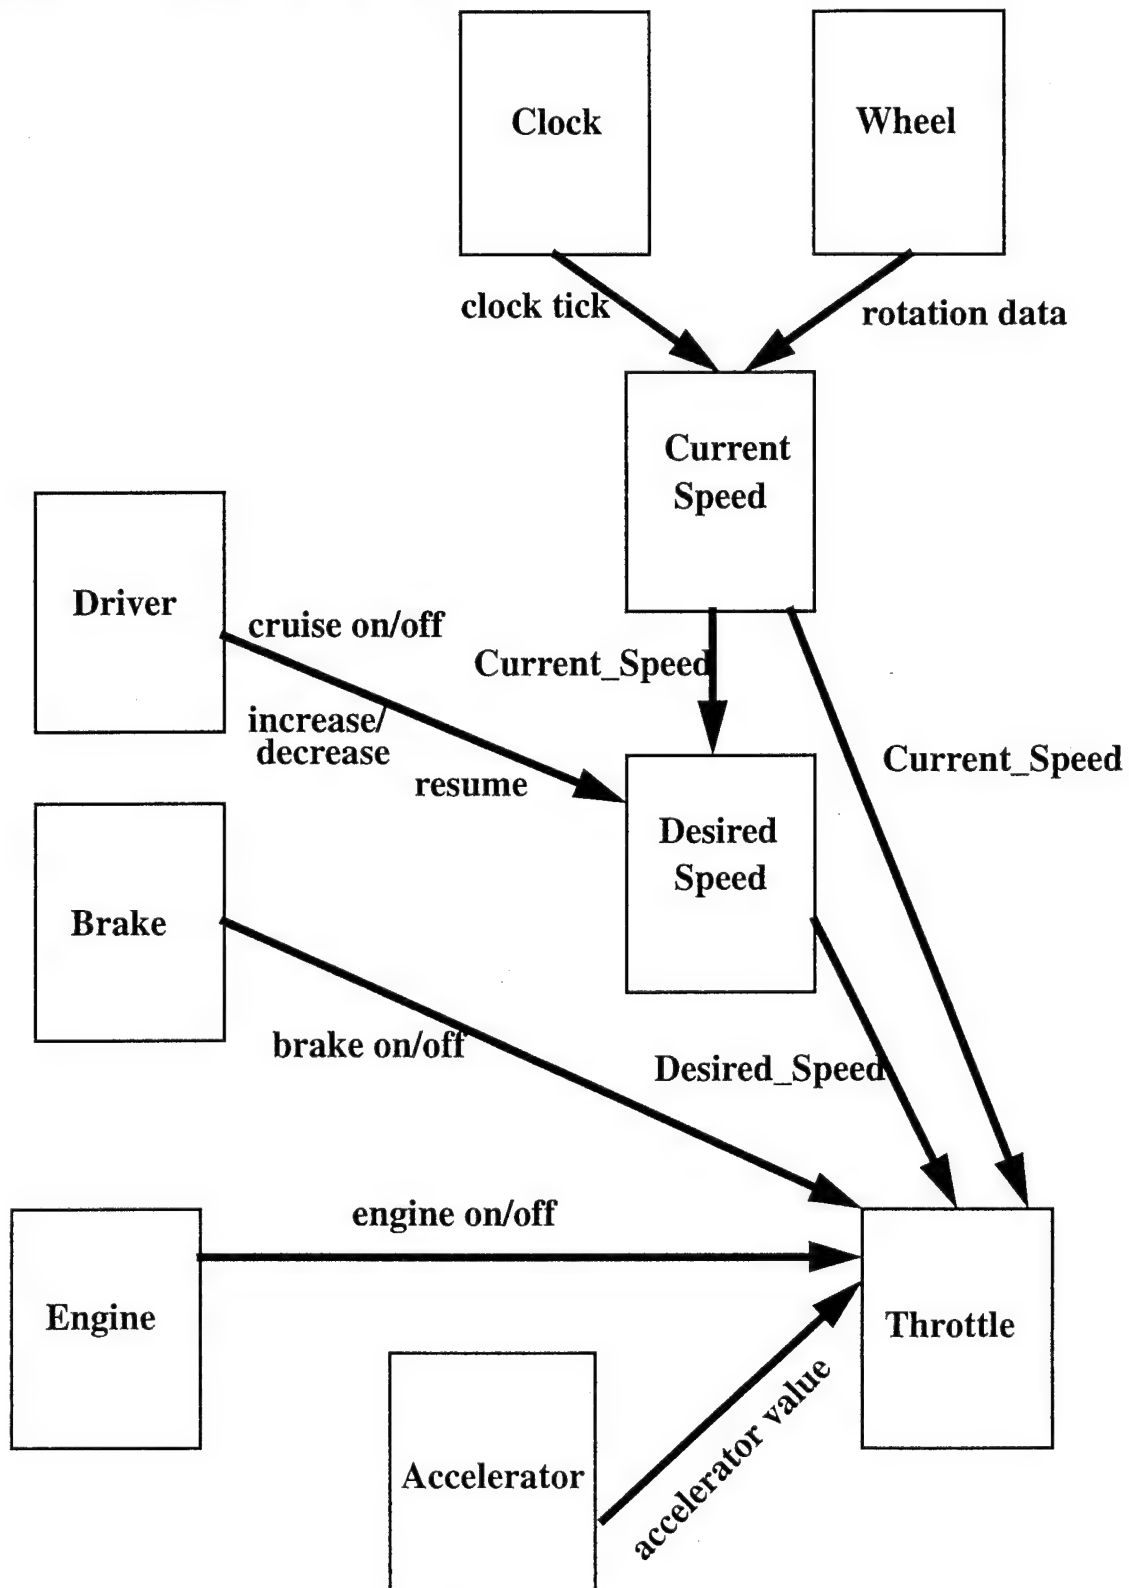 Clock
Wheel
clock tick
rotation data
Current
Speed
Driver
cruise on/off
Current_Speed
increase/
decrease
resume
Current_Speed
Desired
Speed
Brake
brake on/off
Desired_Speed
engine on/off
Engine
Throttle
accelerator value
Accelerator